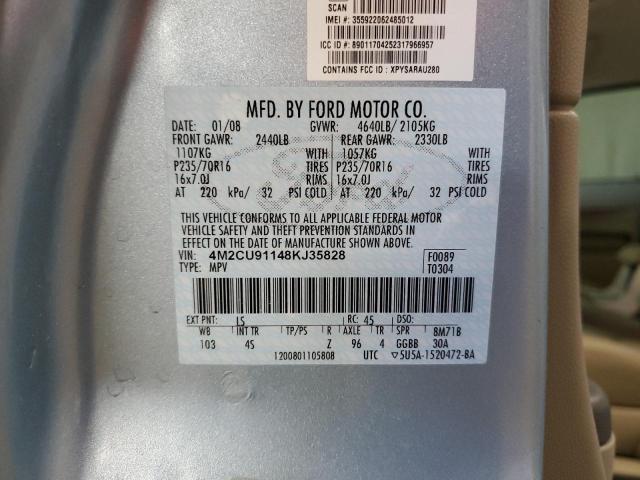 SCAN
IMEI #: 355922062485012
ICC ID #: 89011704252317966957
CONTAINS FCC ID : XPYSARAU280
MFD. BY FORD MOTOR CO.
DATE: 01/08 GVWR: 4640LB/ 2105KG
FRONT GAWR: 2440LB REAR GAWR: 2330LB
1107KG WITH 1057KG WITH
P235/70R16 TIRES P235/70R16 TIRES
16x7.0J RIMS 16x7.0J RIMS
AT 220 kPa/ 32 PSI COLD AT 220 kPa/ 32 PSI COLD
THIS VEHICLE CONFORMS TO ALL APPLICABLE FEDERAL MOTOR
VEHICLE SAFETY AND THEFT PREVENTION STANDARDS IN
EFFECT ON THE DATE OF MANUFACTURE SHOWN ABOVE.
VIN: 4M2CU91148KJ35828 F0089
TYPE: MPV T0304
EXT PNT: IS RC: 45 DSO:
WB INT TR TP/PS R AXLE TR SPR BM71B
103 4S Z 96 4 GGBB 30A
1200801105808 UTC ▽5U5A-1520472-BA